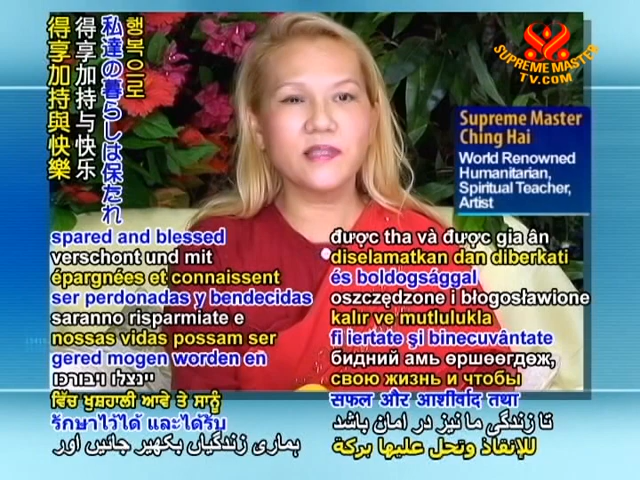 행복으로
私達の暮らしは保たれ
得享加持与快乐
得享加持與快樂
SUPREME MASTER
TV.COM
Supreme Master
Ching Hai
World Renowned
Humanitarian,
Spiritual Teacher,
Artist
spared and blessed
verschont und mit
épargnées et connaissent
ser perdonadas y bendecidas
saranno risparmiate e
nossas vidas possam ser
gered mogen worden en
יינצלו ויבורכו
ਵਿੱਚ ਖੁਸ਼ਹਾਲੀ ਆਵੇ ਤੇ ਸਾਨੂੰ
รักษาไว้ได้ และได้รับ
ہماری زندگیاں بکھیر جائیں اور
được tha và được gia ân
diselamatkan dan diberkati
és boldogsággal
oszczędzone i błogosławione
kalır ve mutlulukla
fi iertate şi binecuvântate
бидний амь өршөөгдөж,
свою жизнь и чтобы
सफल और आशीर्वाद तथा
تا زندگی ما نیز در امان باشد
للإنقاذ وتحل عليها بركة